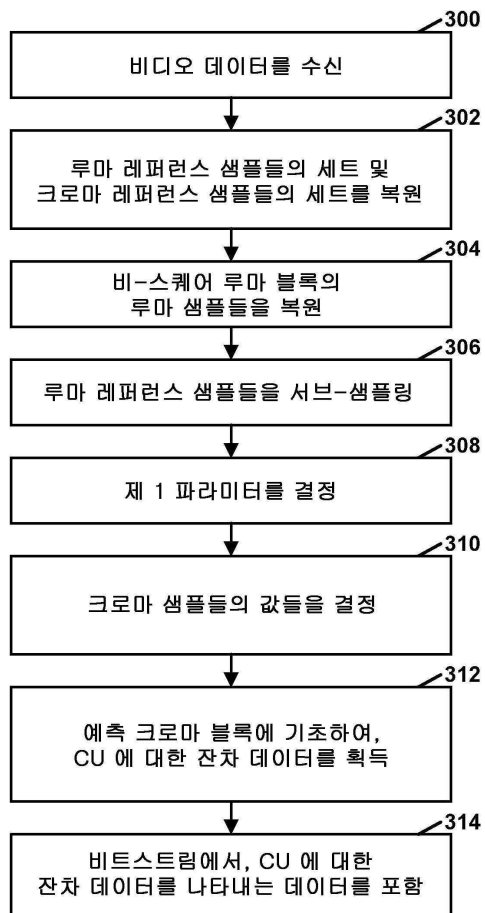 300
비디오 데이터를 수신
302
루마 레퍼런스 샘플들의 세트 및
크로마 레퍼런스 샘플들의 세트를 복원
304
비-스퀘어 루마 블록의
루마 샘플들을 복원
306
루마 레퍼런스 샘플들을 서브-샘플링
308
제 1 파라미터를 결정
310
크로마 샘플들의 값들을 결정
312
예측 크로마 블록에 기초하여,
CU 에 대한 잔차 데이터를 획득
314
비트스트림에서, CU 에 대한
잔차 데이터를 나타내는 데이터를 포함